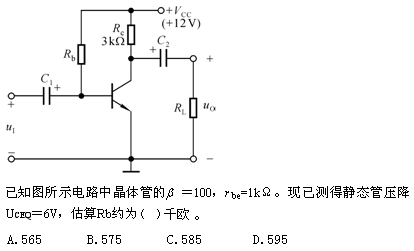 +VCC
(+12V)
Rc
3kΩ
C2
+
Rb
C1
+
+
+
RL
uo
uI
−
−
已知图所示电路中晶体管的β =100，rbe=1kΩ。现已测得静态管压降
UCEQ=6V，估算Rb约为( )千欧。
A.565 B.575 C.585 D.595